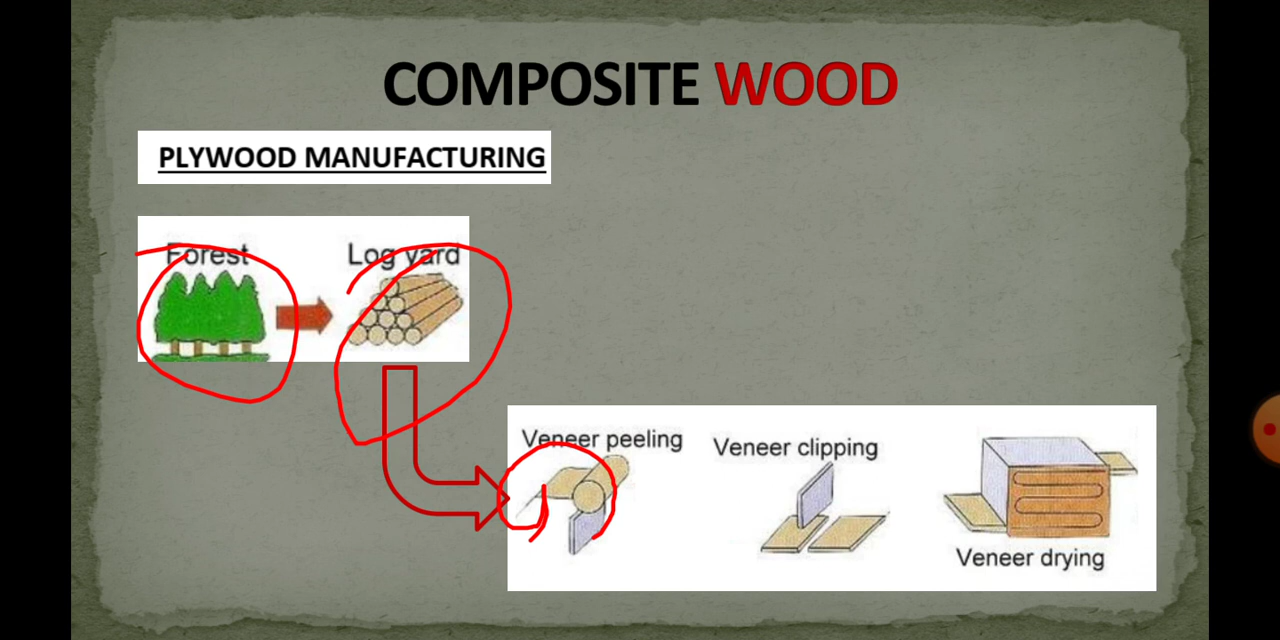 COMPOSITE WOOD
PLYWOOD MANUFACTURING
Forest
Log yard
Veneer peeling
Veneer clipping
Veneer drying